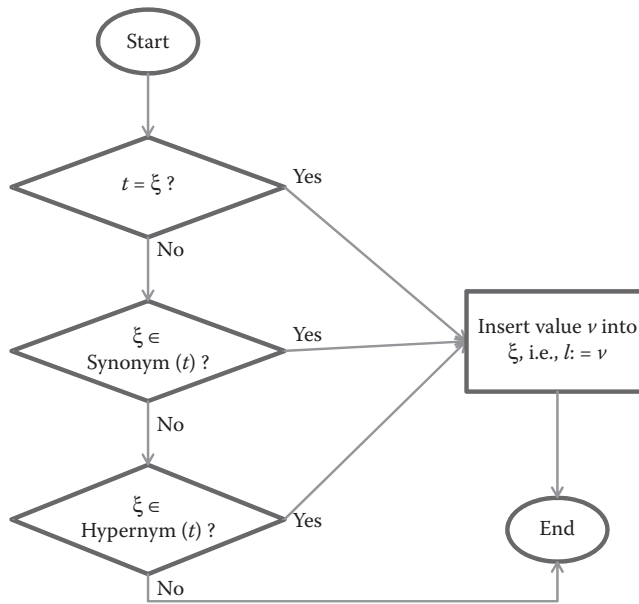 Start
t = ξ ?
Yes
No
ξ ∈
Synonym (t) ?
Yes
No
ξ ∈
Hypernym (t) ?
Yes
No
Insert value v into
ξ, i.e., l: = v
End